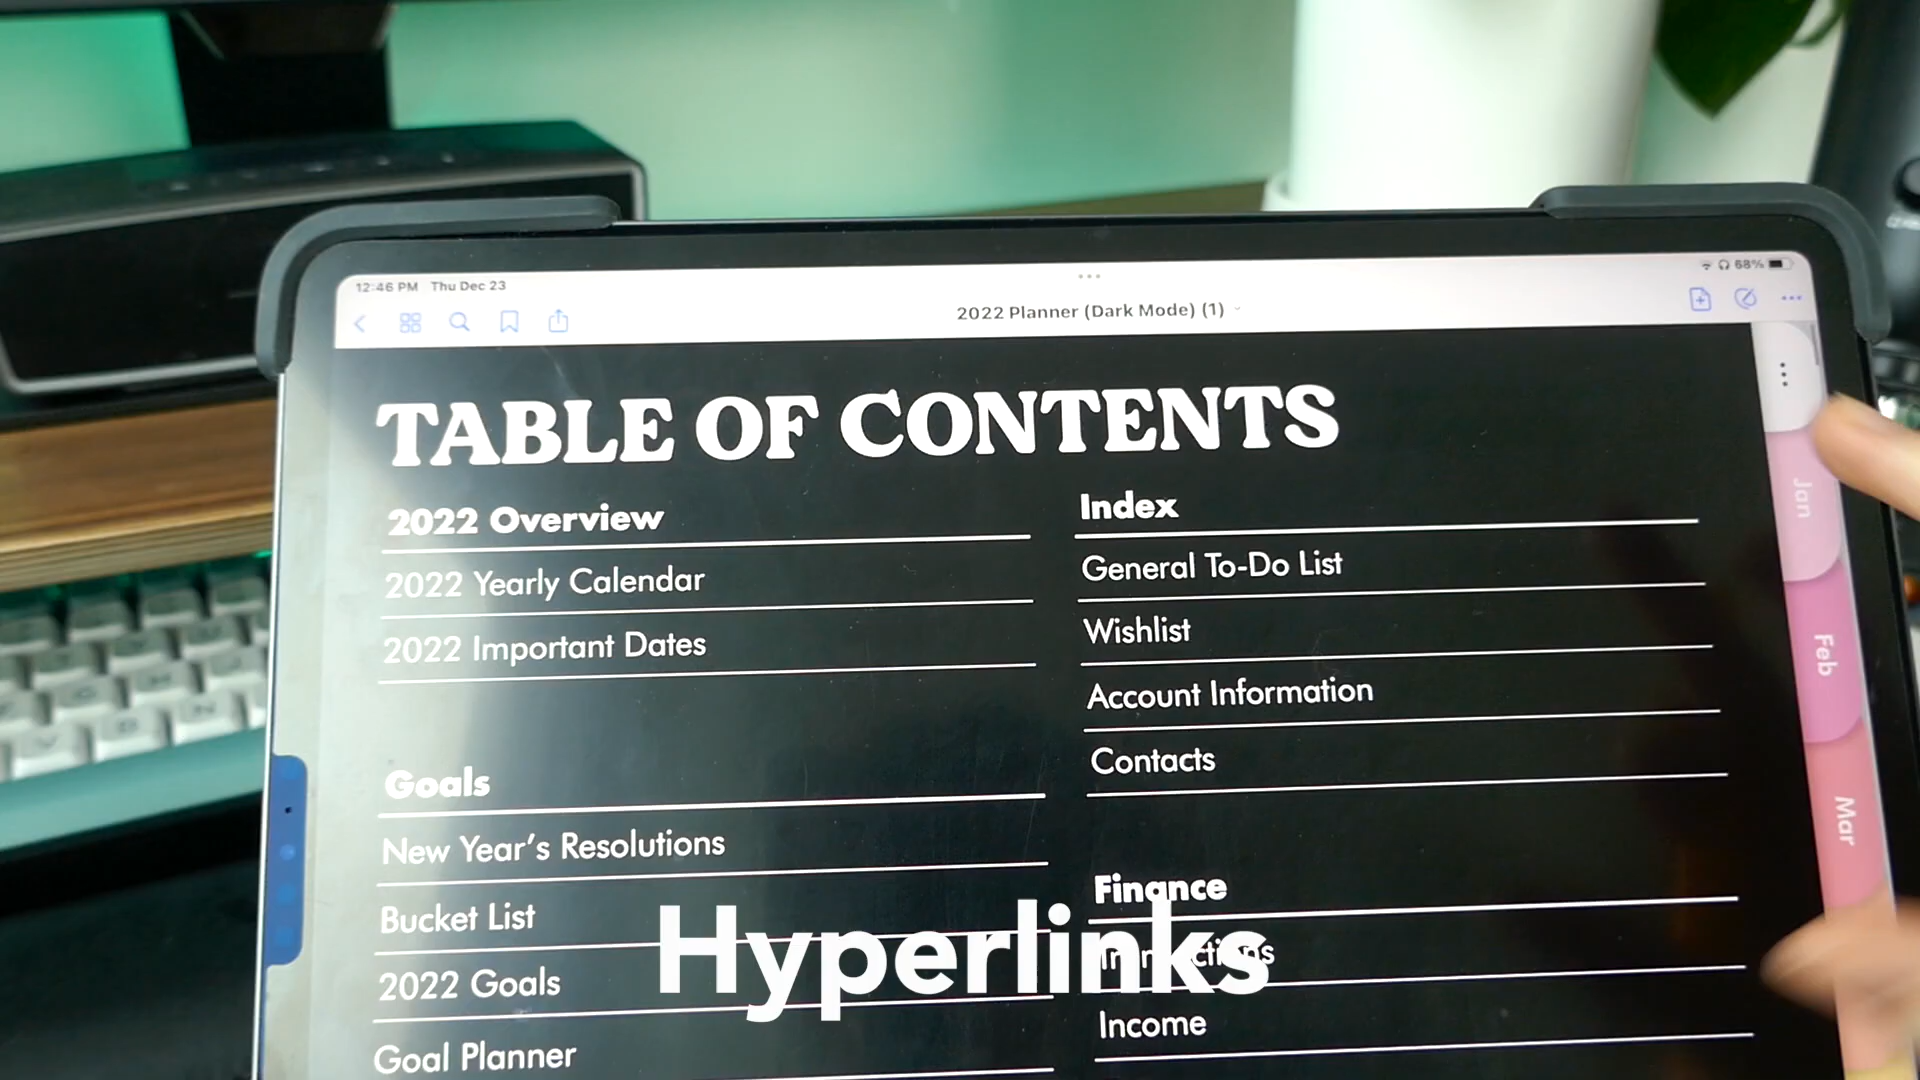 12:46 PM Thu Dec 23
68%
2022 Planner (Dark Mode) (1)
TABLE OF CONTENTS
2022 Overview
2022 Yearly Calendar
2022 Important Dates
Goals
New Year's Resolutions
Bucket List
2022 Goals
Goal Planner
Index
General To-Do List
Wishlist
Account Information
Contacts
Finance
Income
Jan
Feb
Mar
Hyperlinks